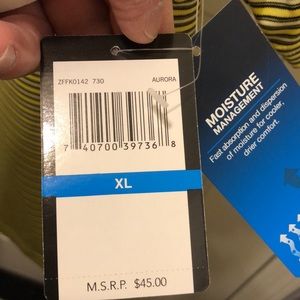 ZFFK0142 730 AURORA
7 40700 39736 8
XL
M.S.R.P. $45.00
MOISTURE
MANAGEMENT
Fast absorption and dispersion
of moisture for cooler,
drier comfort.